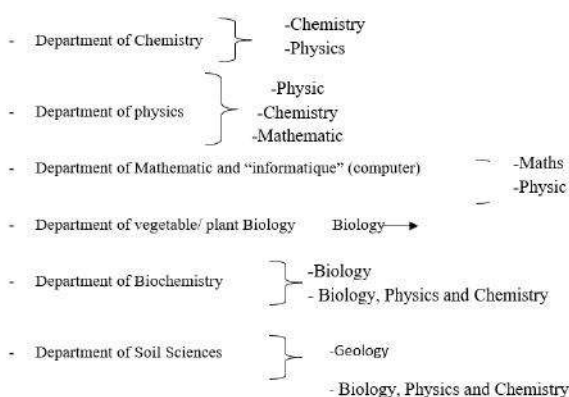 -Chemistry
- Department of Chemistry
-Physics
-Physic
- Department of physics -Chemistry
-Mathematic
- Department of Mathematic and “informatique” (computer) -Maths
-Physic
- Department of vegetable/ plant Biology Biology
- Department of Biochemistry -Biology
- Biology, Physics and Chemistry
- Department of Soil Sciences -Geology
- Biology, Physics and Chemistry